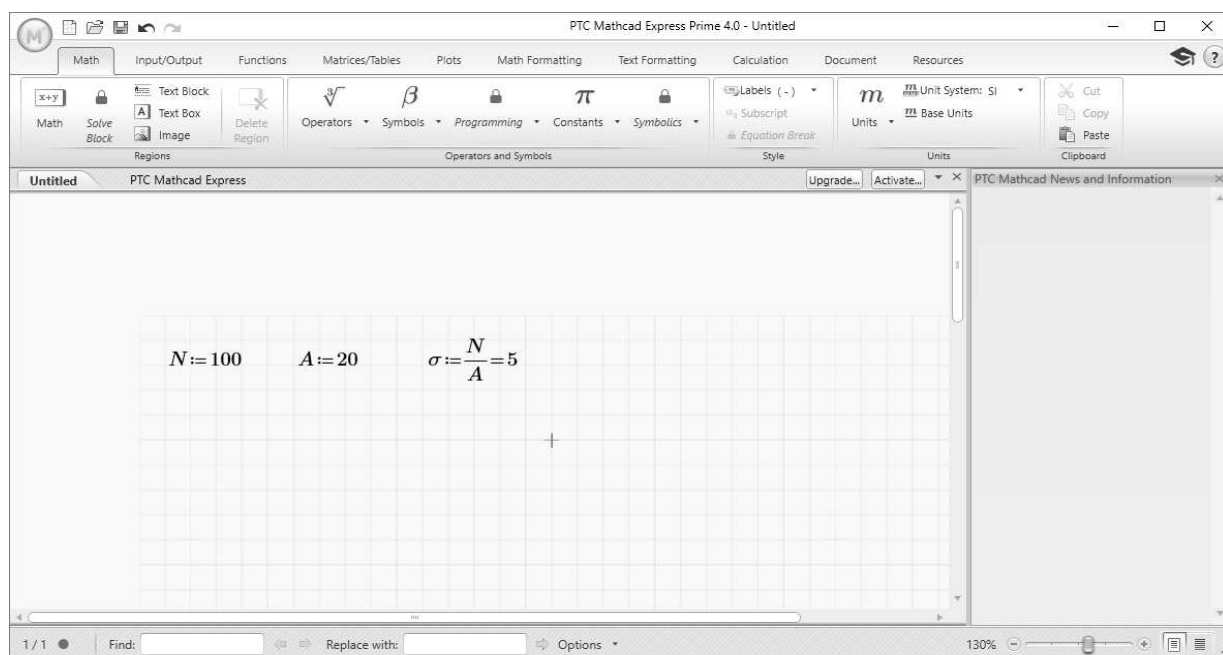 PTC Mathcad Express Prime 4.0 - Untitled
Math Input/Output Functions Matrices/Tables Plots Math Formatting Text Formatting Calculation Document Resources
x+y Math
Solve Block
Text Block
Text Box
Image
Delete Region
Operators
Symbols
Programming
Constants
Symbolics
Labels ( - )
Subscript
Equation Break
Units
Unit System: SI
Base Units
Cut
Copy
Paste
Regions Operators and Symbols Style Units Clipboard
Untitled PTC Mathcad Express Upgrade... Activate... PTC Mathcad News and Information
N:=100 A:=20 σ:=N/A=5
1 / 1 Find: Replace with: Options 130%